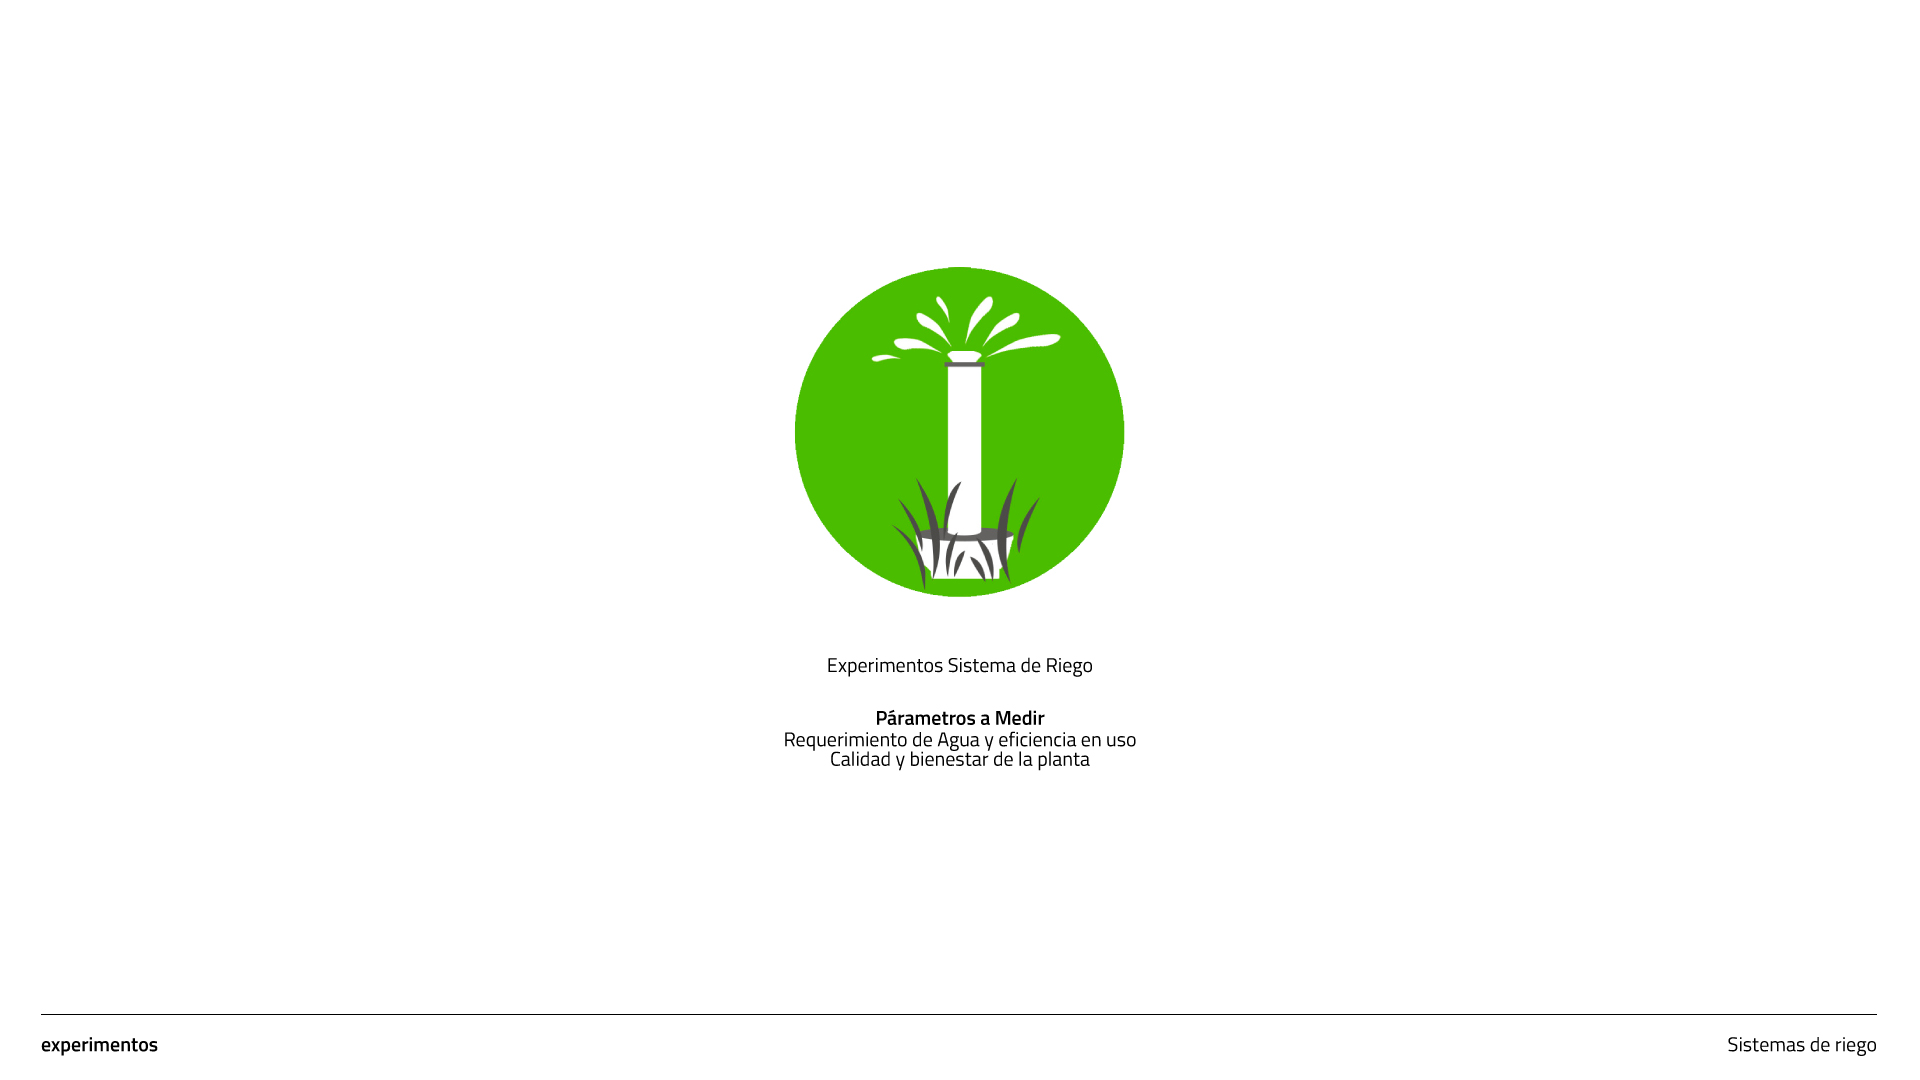 Experimentos Sistema de Riego
Párametros a Medir
Requerimiento de Agua y eficiencia en uso
Calidad y bienestar de la planta
experimentos
Sistemas de riego